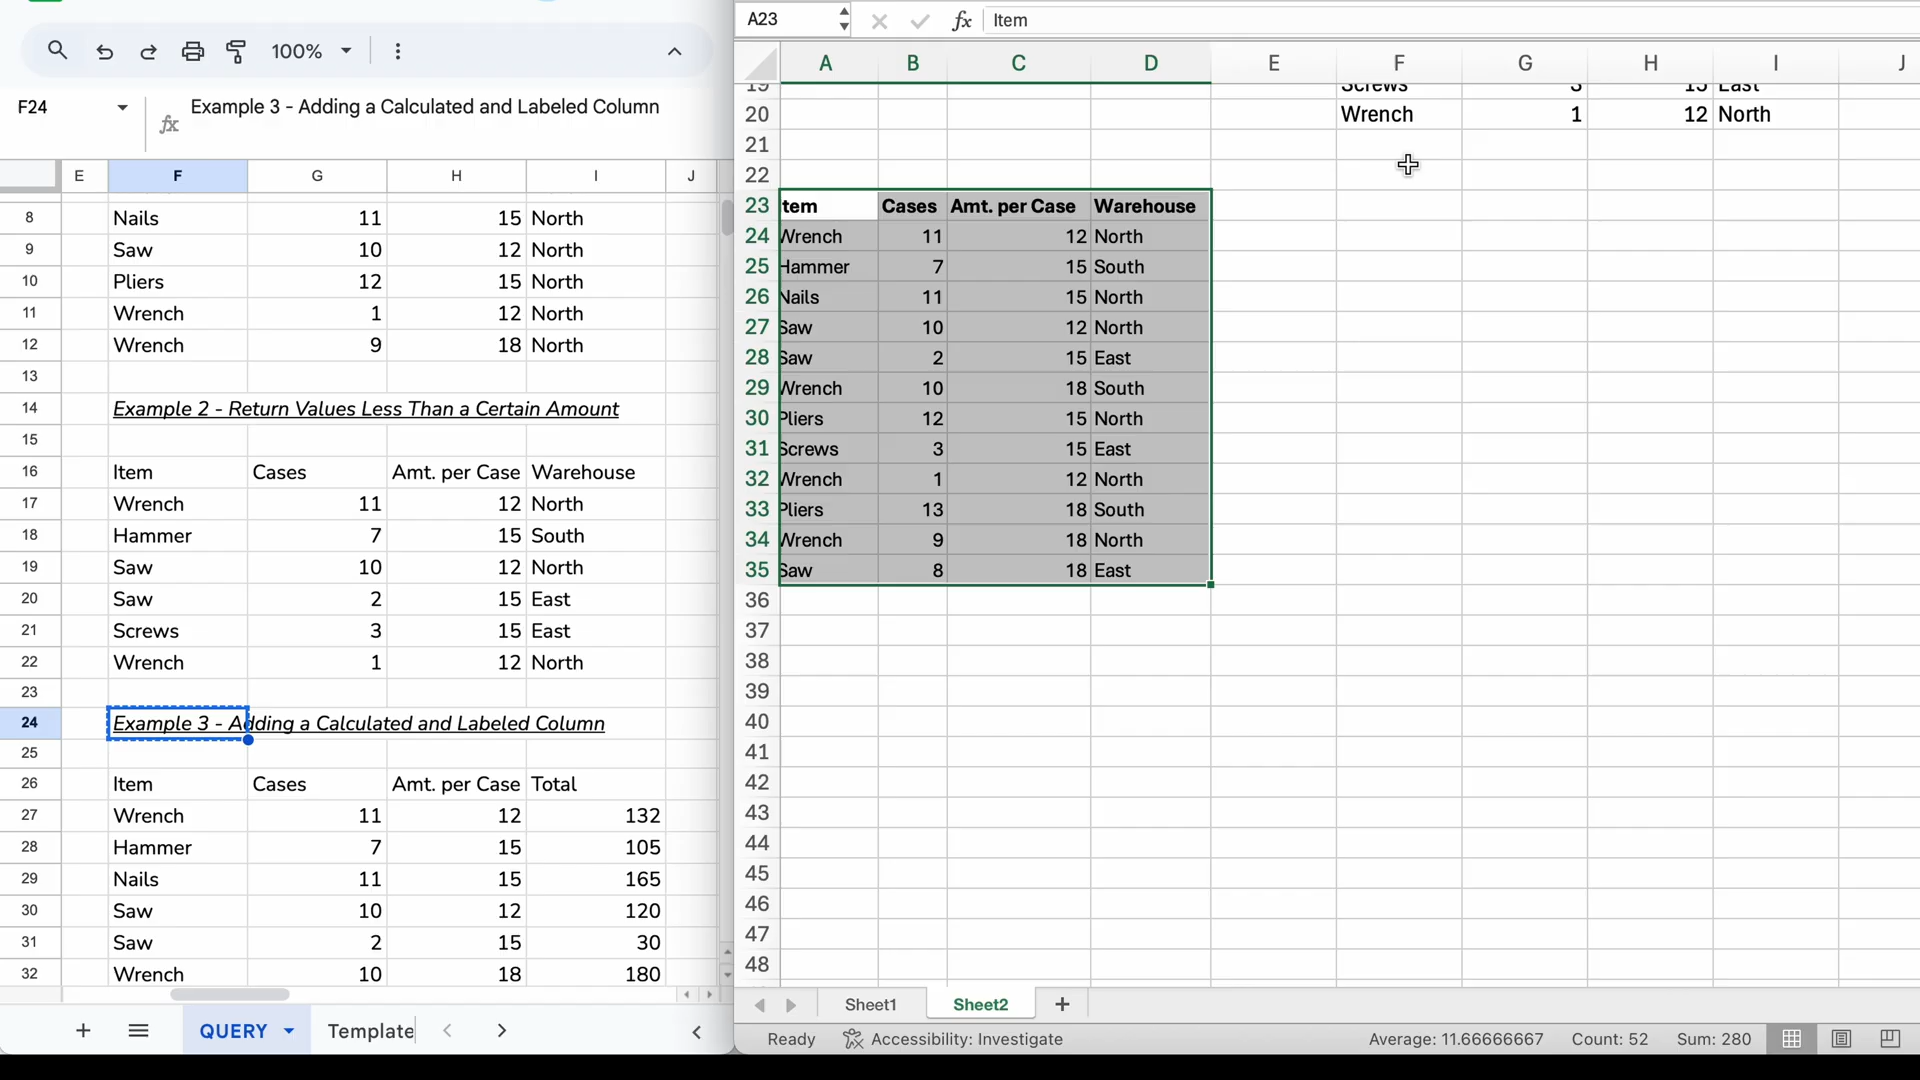 100%
F24
Example 3 - Adding a Calculated and Labeled Column
fx
E F G H I J
8 Nails 11 15 North
9 Saw 10 12 North
10 Pliers 12 15 North
11 Wrench 1 12 North
12 Wrench 9 18 North
13
14 Example 2 - Return Values Less Than a Certain Amount
15
16 Item Cases Amt. per Case Warehouse
17 Wrench 11 12 North
18 Hammer 7 15 South
19 Saw 10 12 North
20 Saw 2 15 East
21 Screws 3 15 East
22 Wrench 1 12 North
23
24 Example 3 - Adding a Calculated and Labeled Column
25
26 Item Cases Amt. per Case Total
27 Wrench 11 12 132
28 Hammer 7 15 105
29 Nails 11 15 165
30 Saw 10 12 120
31 Saw 2 15 30
32 Wrench 10 18 180
QUERY Template
A23 fx Item
A B C D E F G H I J
19 Screws 3 15 East
20 Wrench 1 12 North
21
22
23 Item Cases Amt. per Case Warehouse
24 Wrench 11 12 North
25 Hammer 7 15 South
26 Nails 11 15 North
27 Saw 10 12 North
28 Saw 2 15 East
29 Wrench 10 18 South
30 Pliers 12 15 North
31 Screws 3 15 East
32 Wrench 1 12 North
33 Pliers 13 18 South
34 Wrench 9 18 North
35 Saw 8 18 East
36
37
38
39
40
41
42
43
44
45
46
47
48
Sheet1 Sheet2
Ready Accessibility: Investigate Average: 11.66666667 Count: 52 Sum: 280